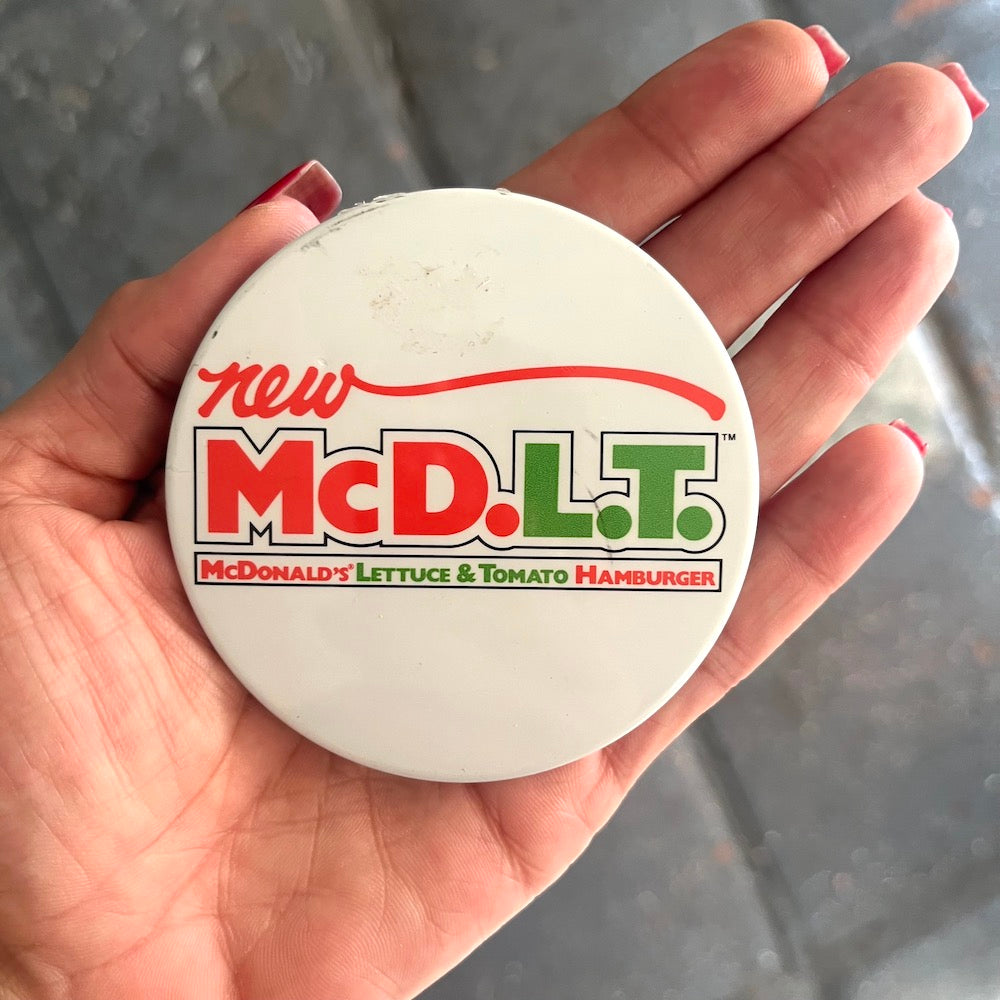 new
McD.L.T.™
McDonald's® Lettuce & Tomato Hamburger